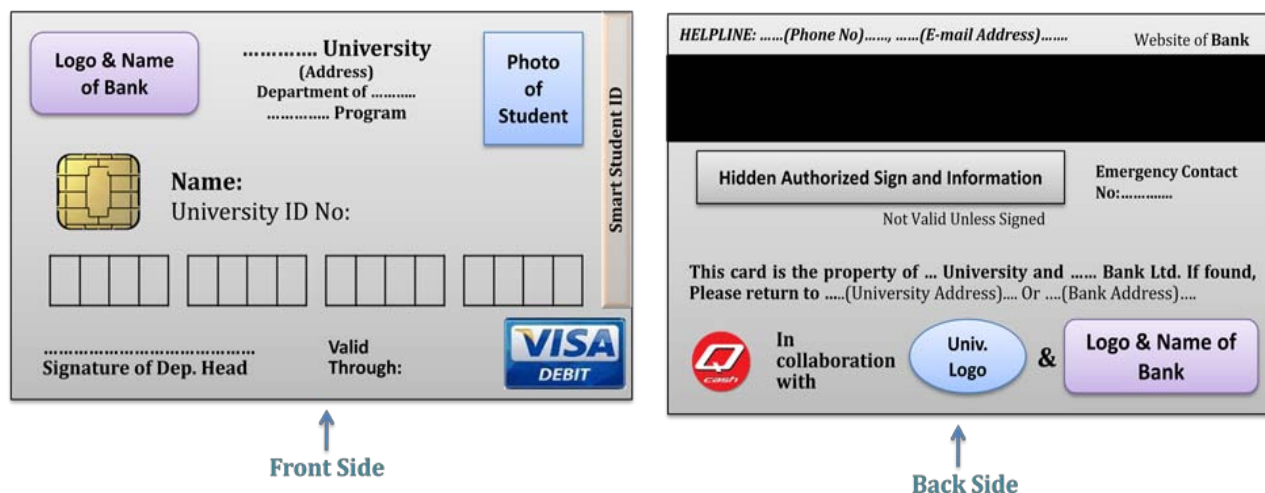 Logo & Name
of Bank
…………. University
(Address)
Department of ………..
………….. Program
Photo
of
Student
Smart Student ID
Name:
University ID No:
……………………………………
Signature of Dep. Head
Valid
Through:
VISA
DEBIT
Front Side
HELPLINE: ……(Phone No)……, ……(E-mail Address)…….
Website of Bank
Hidden Authorized Sign and Information
Not Valid Unless Signed
Emergency Contact
No:………….
This card is the property of … University and …… Bank Ltd. If found,
Please return to …..(University Address)…. Or ….(Bank Address)….
Q
cash
In
collaboration
with
Univ.
Logo
&
Logo & Name of
Bank
Back Side